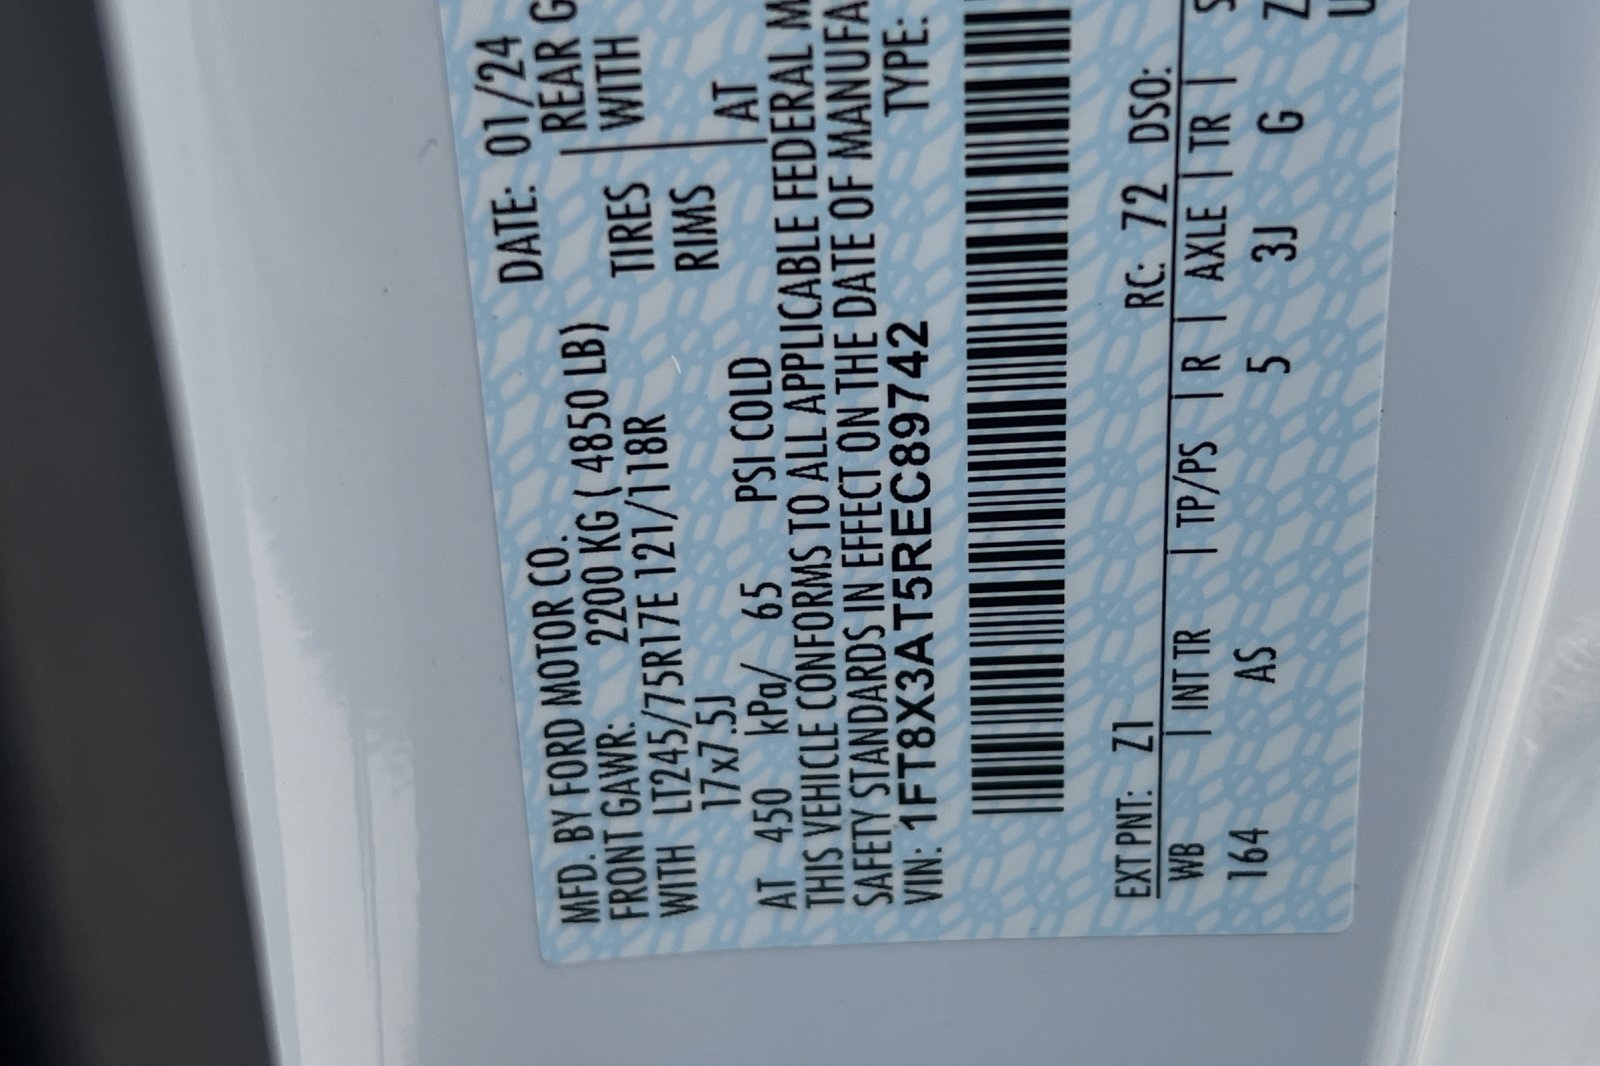 MFD. BY FORD MOTOR CO. DATE: 01/24
FRONT GAWR: 2200 KG ( 4850 LB) REAR G
WITH LT245/75R17E 121/118R TIRES WITH
17x7.5J RIMS
AT 450 kPa/ 65 PSI COLD AT
THIS VEHICLE CONFORMS TO ALL APPLICABLE FEDERAL M
SAFETY STANDARDS IN EFFECT ON THE DATE OF MANUFA
VIN: 1FT8X3AT5REC89742 TYPE:
EXT PNT: Z1 RC: 72 DSO:
WB | INT TR | TP/PS | R | AXLE | TR | S
164 AS 5 3J G Z
U